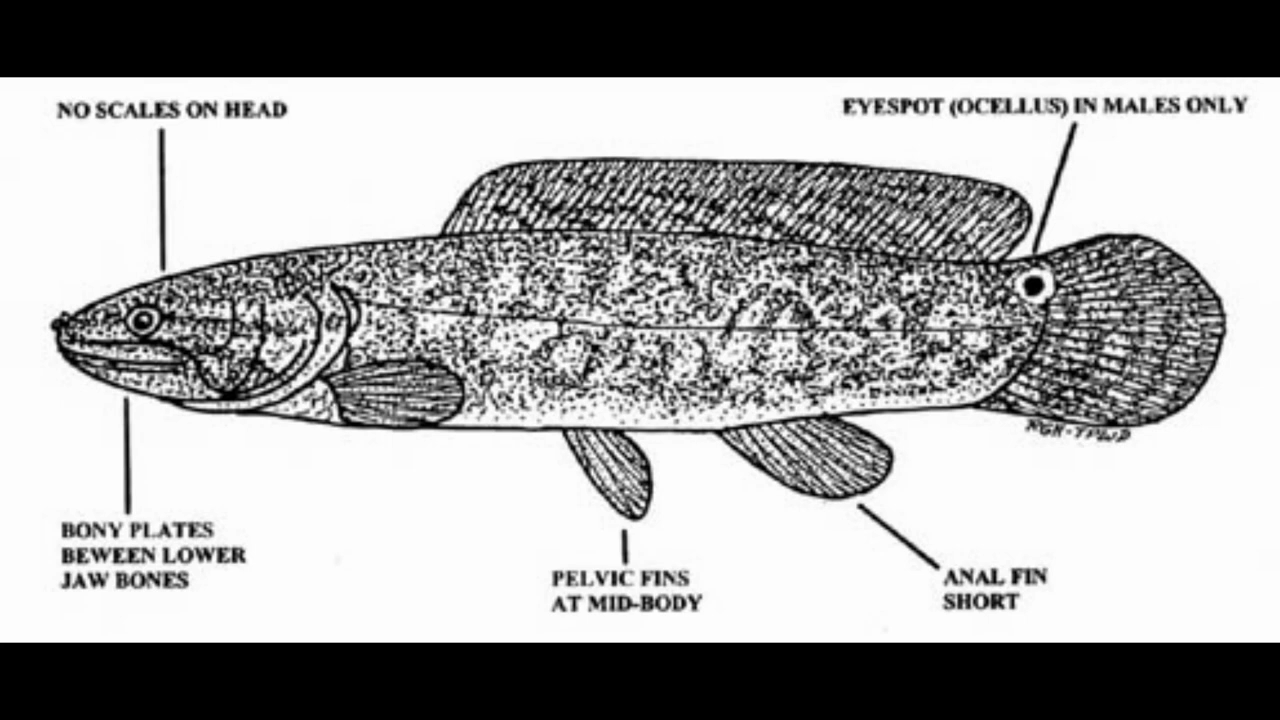 NO SCALES ON HEAD
EYESPOT (OCELLUS) IN MALES ONLY
BONY PLATES
BEWEEN LOWER
JAW BONES
PELVIC FINS
AT MID-BODY
ANAL FIN
SHORT